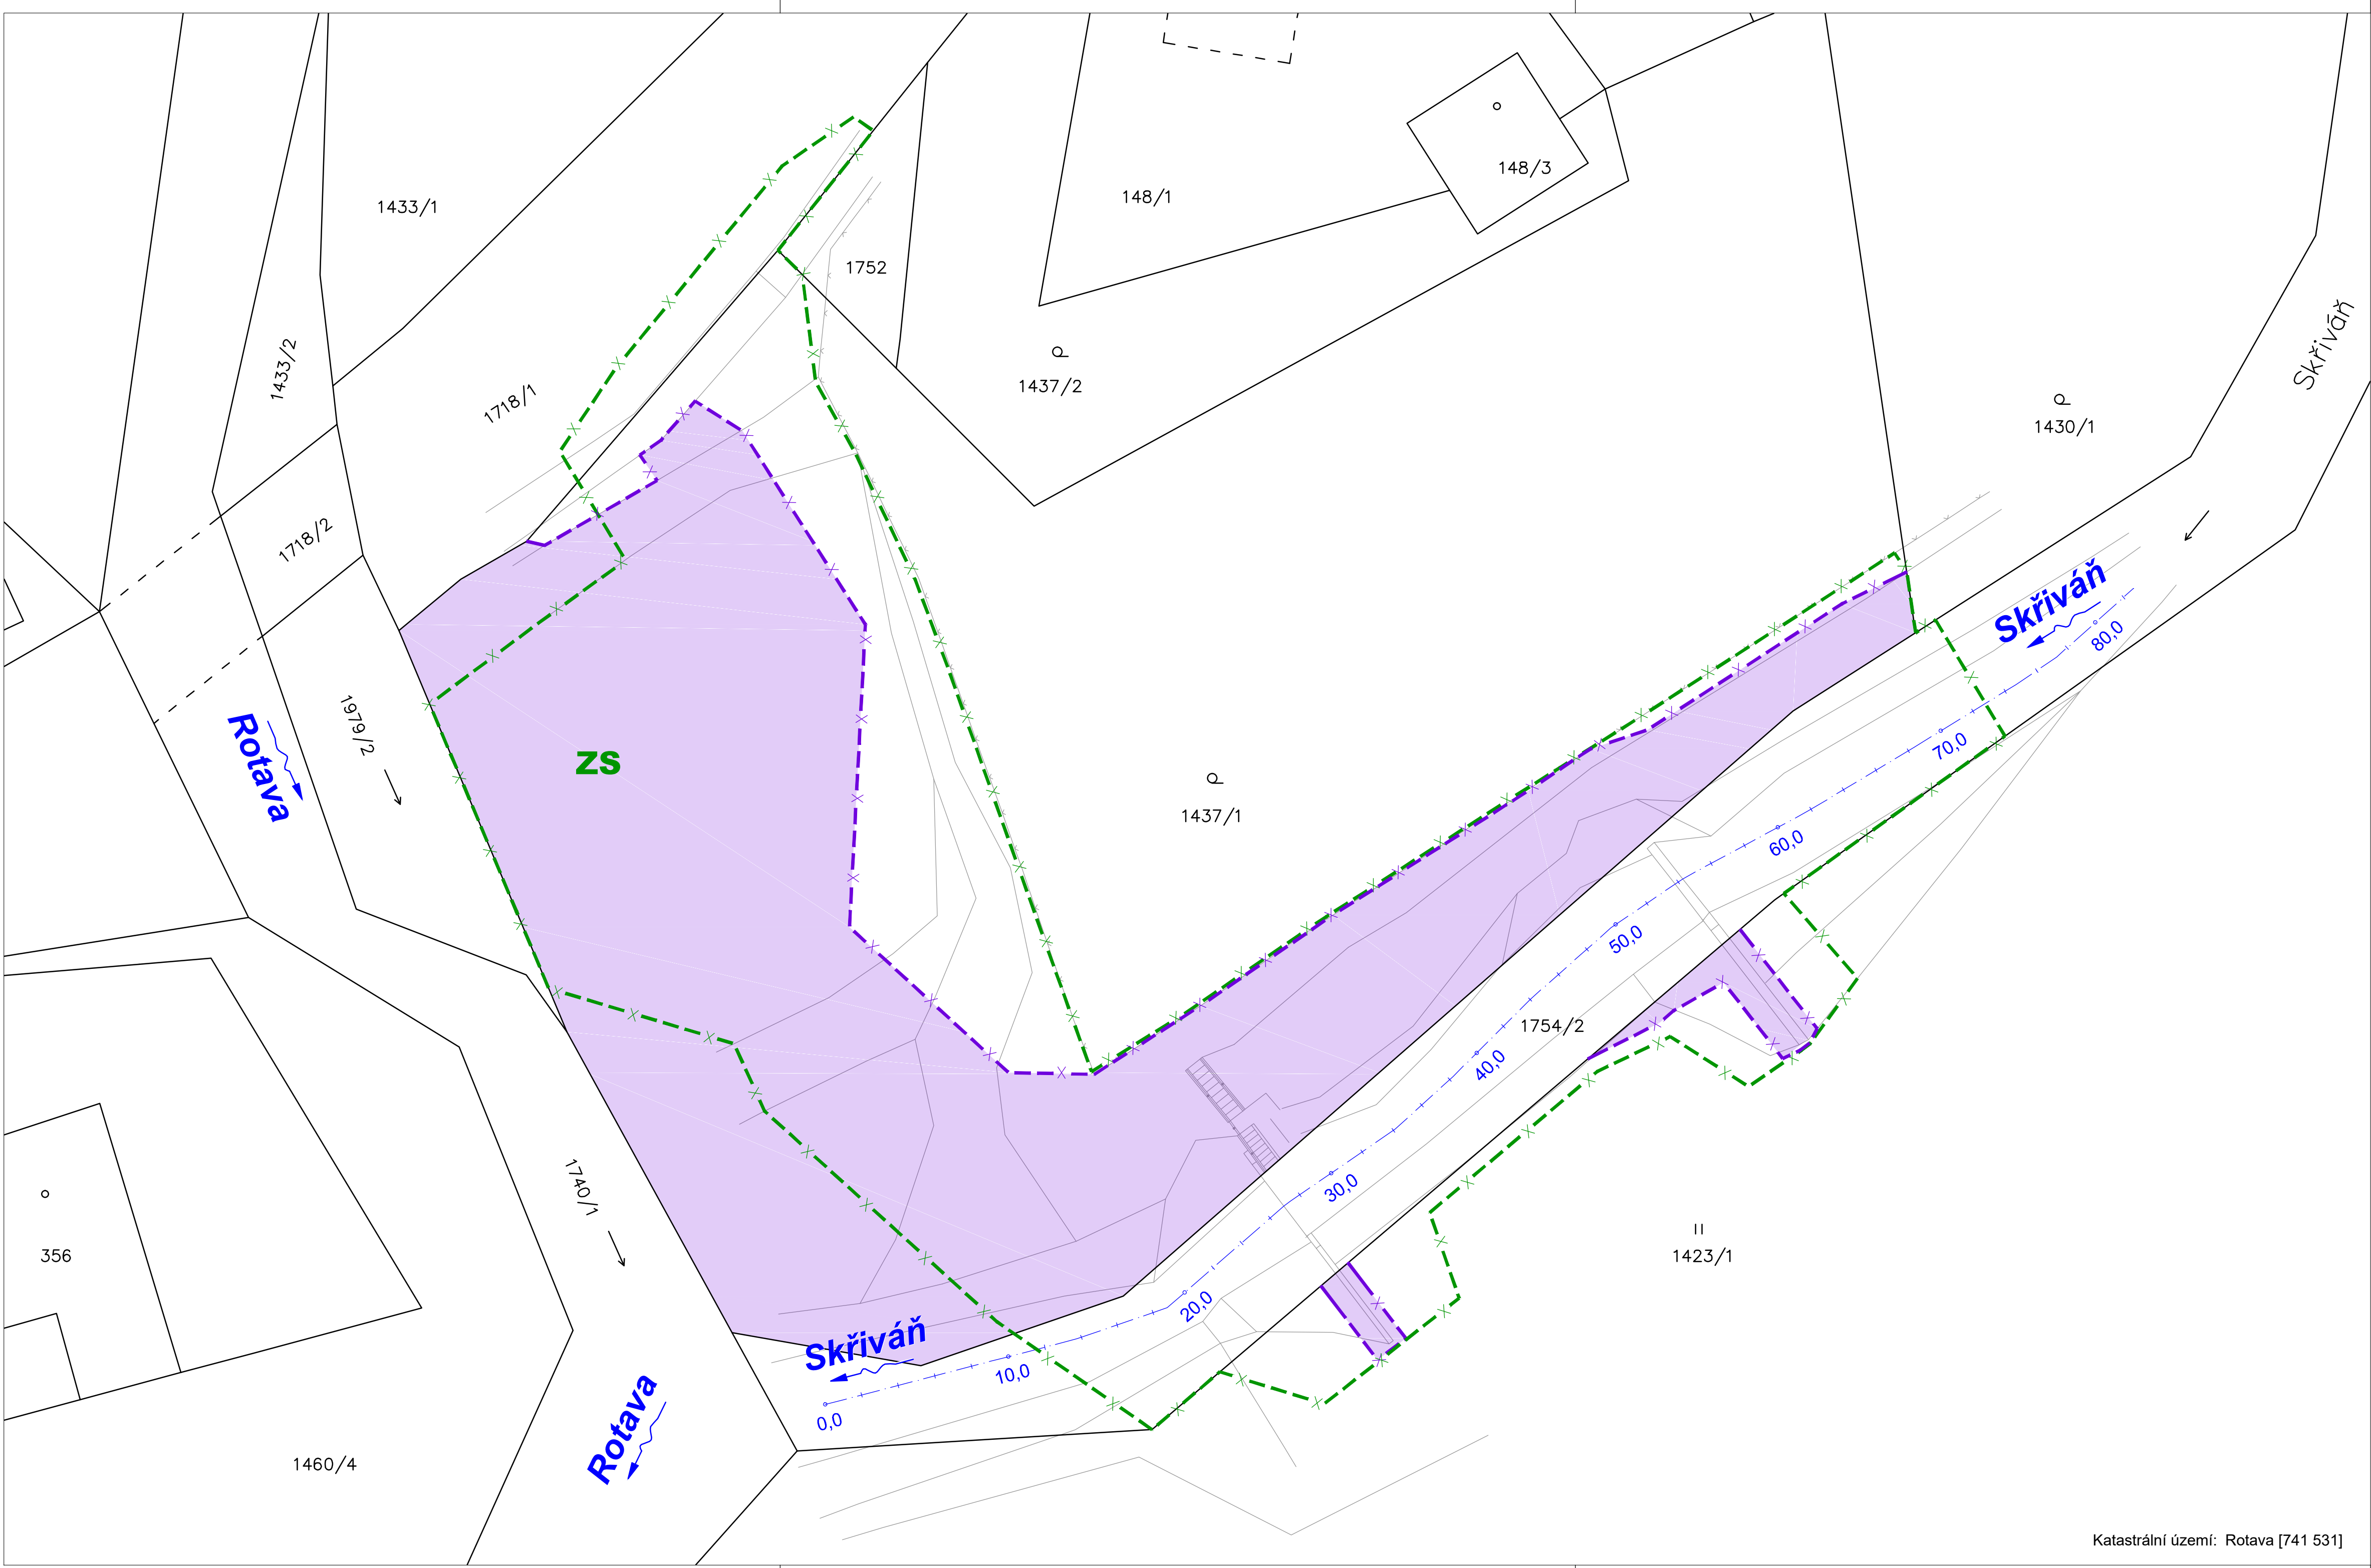 148/3
148/1
1433/1
1752
Skřiváň
1433/2
ρ
1437/2
1718/1
ρ
1430/1
1718/2
Skřiváň
80,0
1979/2
Rotava
ZS
70,0
ρ
1437/1
60,0
50,0
1754/2
40,0
30,0
1740/1
II
1423/1
356
20,0
Skřiváň
10,0
0,0
Rotava
1460/4
Katastrální území: Rotava [741 531]